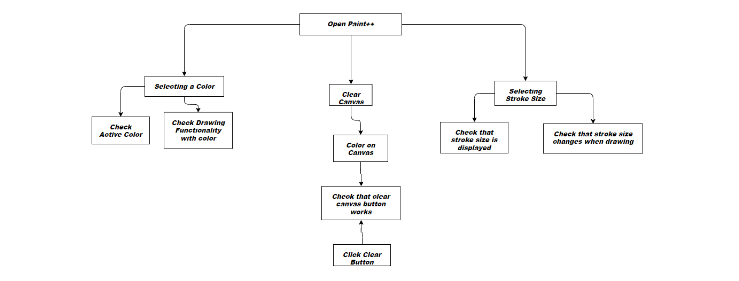 Open Paint++
Selecting a Color
Clear
Canvas
Selecting
Stroke Size
Check
Active Color
Check Drawing
Functionality
with color
Color on
Canvas
Check that
stroke size is
displayed
Check that stroke size
changes when drawing
Check that clear
canvas button
works
Click Clear
Button